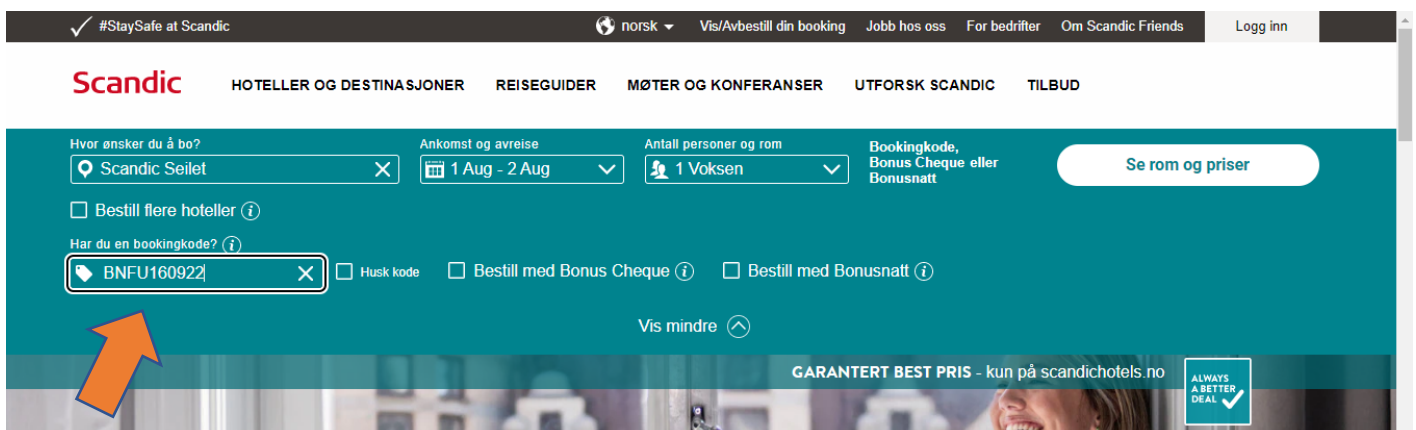 #StaySafe at Scandic norsk Vis/Avbestill din booking Jobb hos oss For bedrifter Om Scandic Friends Logg inn
Scandic HOTELLER OG DESTINASJONER REISEGUIDER MØTER OG KONFERANSER UTFORSK SCANDIC TILBUD
Hvor ønsker du å bo?
Scandic Seilet
Ankomst og avreise
1 Aug - 2 Aug
Antall personer og rom
1 Voksen
Bookingkode,
Bonus Cheque eller
Bonusnatt
Se rom og priser
Bestill flere hoteller
Har du en bookingkode?
BNFU160922 Husk kode Bestill med Bonus Cheque Bestill med Bonusnatt
Vis mindre
GARANTERT BEST PRIS - kun på scandichotels.no
ALWAYS
A BETTER
DEAL